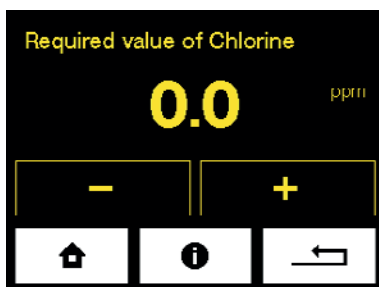 Required value of Chlorine
0.0 ppm
− +